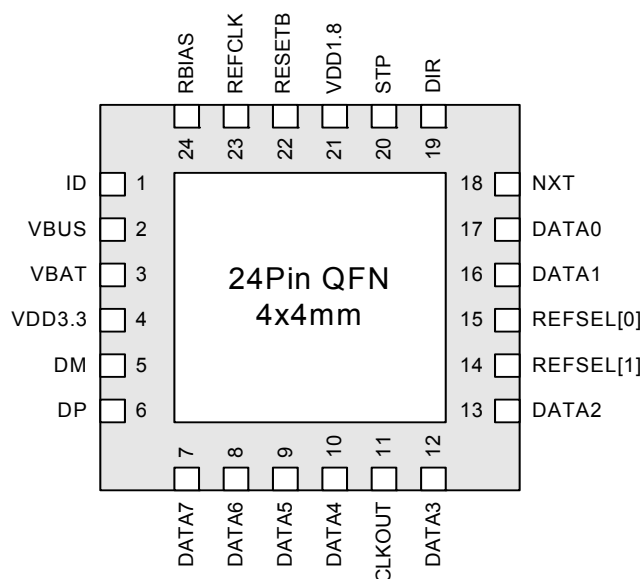 RBIAS
REFCLK
RESETB
VDD1.8
STP
DIR
24
23
22
21
20
19
ID 1
VBUS 2
VBAT 3
VDD3.3 4
DM 5
DP 6
24Pin QFN
4x4mm
18 NXT
17 DATA0
16 DATA1
15 REFSEL[0]
14 REFSEL[1]
13 DATA2
7
8
9
10
11
12
DATA7
DATA6
DATA5
DATA4
CLKOUT
DATA3